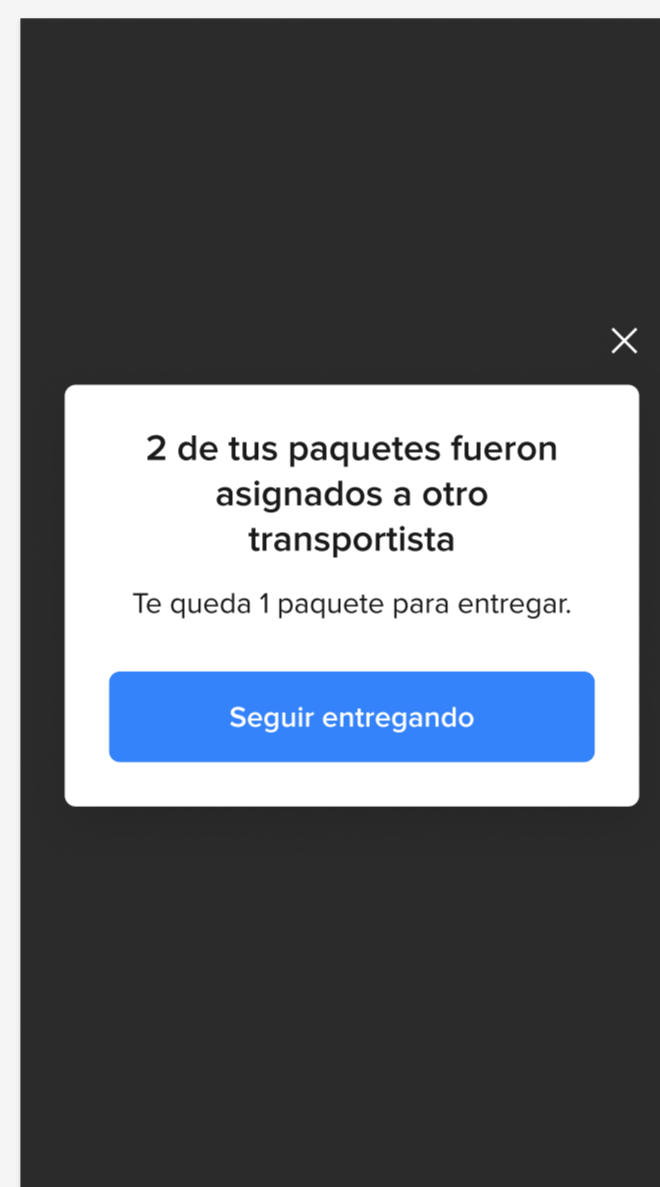 2 de tus paquetes fueron
asignados a otro
transportista
Te queda 1 paquete para entregar.
Seguir entregando